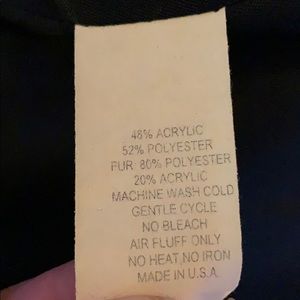 48% ACRYLIC
52% POLYESTER
FUR: 80% POLYESTER
20% ACRYLIC
MACHINE WASH COLD
GENTLE CYCLE
NO BLEACH
AIR FLUFF ONLY
NO HEAT, NO IRON
MADE IN U.S.A.